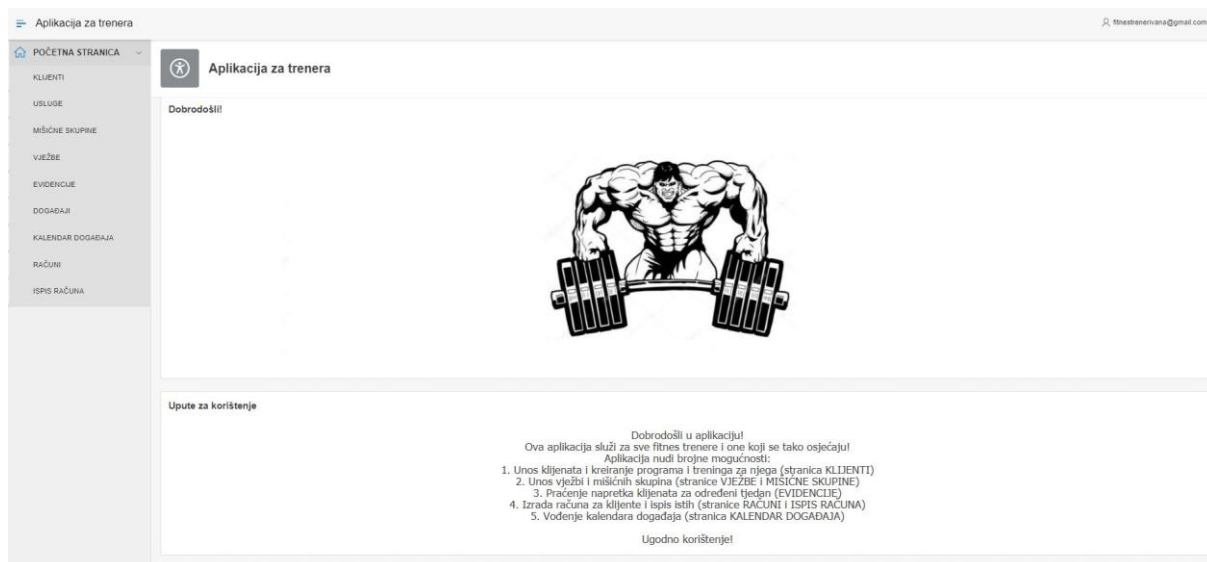 Aplikacija za trenera
fitnestrenerivana@gmail.com
POČETNA STRANICA
KLIJENTI
USLUGE
MIŠIĆNE SKUPINE
VJEŽBE
EVIDENCIJE
DOGAĐAJI
KALENDAR DOGAĐAJA
RAČUNI
ISPIS RAČUNA
Aplikacija za trenera
Dobrodošli!
Upute za korištenje
Dobrodošli u aplikaciju!
Ova aplikacija služi za sve fitnes trenere i one koji se tako osjećaju!
Aplikacija nudi brojne mogućnosti:
1. Unos klijenata i kreiranje programa i treninga za njega (stranica KLIJENTI)
2. Unos vježbi i mišićnih skupina (stranice VJEŽBE i MIŠIĆNE SKUPINE)
3. Praćenje napretka klijenata za određeni tjedan (EVIDENCIJE)
4. Izrada računa za klijente i ispis istih (stranice RAČUNI i ISPIS RAČUNA)
5. Vođenje kalendara događaja (stranica KALENDAR DOGAĐAJA)
Ugodno korištenje!